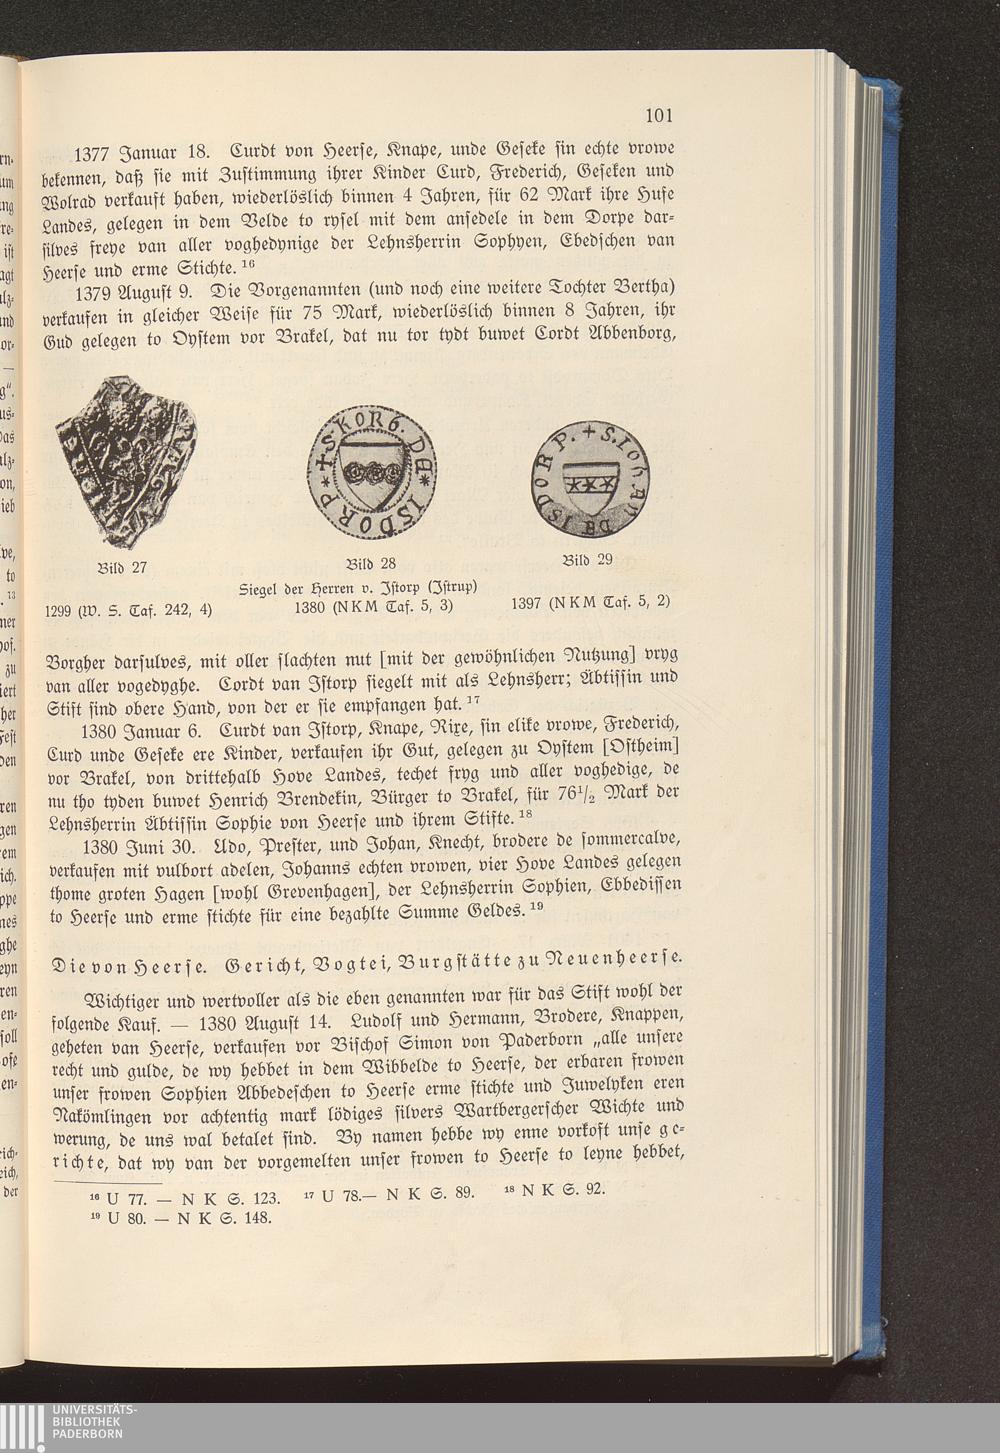 101
1377 Januar 18. Curdt von Heerse, Knape, unde Geseke sin echte vrowe
bekennen, daß sie mit Zustimmung ihrer Kinder Curd, Frederich, Geseken und
Wolrad verkauft haben, wiederlöslich binnen 4 Jahren, für 62 Mark ihre Hufe
Landes, gelegen in dem Velde to rysel mit dem ansedele in dem Dorpe dar-
silves freye van aller voghedynige der Lehnsherrin Sophyen, Ebedschen van
Heerse und erme Stichte. 16
1379 August 9. Die Vorgenannten (und noch eine weitere Tochter Bertha)
verkaufen in gleicher Weise für 75 Mark, wiederlöslich binnen 8 Jahren, ihr
Gud gelegen to Oystem vor Brakel, dat nu tor tydt buwet Cordt Abbenborg,
+ S. KORG. DE * ISDORP *
+ S. IohAN DE ISDORP.
Bild 27
Bild 28
Bild 29
Siegel der Herren v. Istorp (Istrup)
1299 (W. S. Taf. 242, 4)
1380 (NKM Taf. 5, 3)
1397 (NKM Taf. 5, 2)
Borgher darsulves, mit oller slachten nut [mit der gewöhnlichen Nutzung] vryg
van aller vogedyghe. Cordt van Istorp siegelt mit als Lehnsherr; Äbtissin und
Stift sind obere Hand, von der er sie empfangen hat. 17
1380 Januar 6. Curdt van Istorp, Knape, Rixe, sin elike vrowe, Frederich,
Curd unde Geseke ere Kinder, verkaufen ihr Gut, gelegen zu Oystem [Ostheim]
vor Brakel, von drittehalb Hove Landes, techet fryg und aller voghedige, de
nu tho tyden buwet Henrich Brendekin, Bürger to Brakel, für 76 1/2 Mark der
Lehnsherrin Äbtissin Sophie von Heerse und ihrem Stifte. 18
1380 Juni 30. Udo, Prester, und Johan, Knecht, brodere de sommercalve,
verkaufen mit vulbort adelen, Johanns echten vrowen, vier Hove Landes gelegen
thome groten Hagen [wohl Grevenhagen], der Lehnsherrin Sophien, Ebbedissen
to Heerse und erme stichte für eine bezahlte Summe Geldes. 19
Die von Heerse. Gericht, Vogtei, Burgstätte zu Neuenheerse.
Wichtiger und wertvoller als die eben genannten war für das Stift wohl der
folgende Kauf. — 1380 August 14. Ludolf und Hermann, Brodere, Knappen,
geheten van Heerse, verkaufen vor Bischof Simon von Paderborn „alle unsere
recht und gulde, de wy hebbet in dem Wibbelde to Heerse, der erbaren frowen
unser frowen Sophien Abbedeschen to Heerse erme stichte und Juwelyken eren
Nakömlingen vor achtentig mark lödiges silvers Wartbergerscher Wichte und
werung, de uns wal betalet sind. By namen hebbe wy enne vorkoft unse ge-
richte, dat wy van der vorgemelten unser frowen to Heerse to leyne hebbet,
16 U 77. — N K S. 123. 17 U 78.— N K S. 89. 18 N K S. 92.
19 U 80. — N K S. 148.
UNIVERSITÄTS-
BIBLIOTHEK
PADERBORN